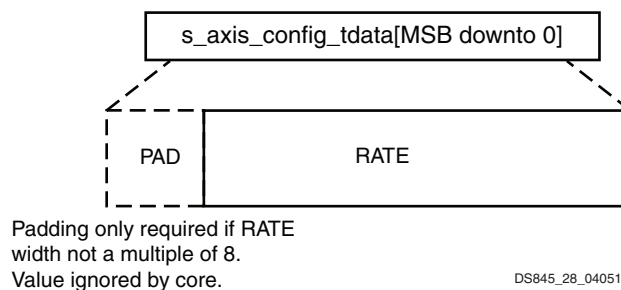 s_axis_config_tdata[MSB downto 0]
PAD
RATE
Padding only required if RATE
width not a multiple of 8.
Value ignored by core.
DS845_28_04051